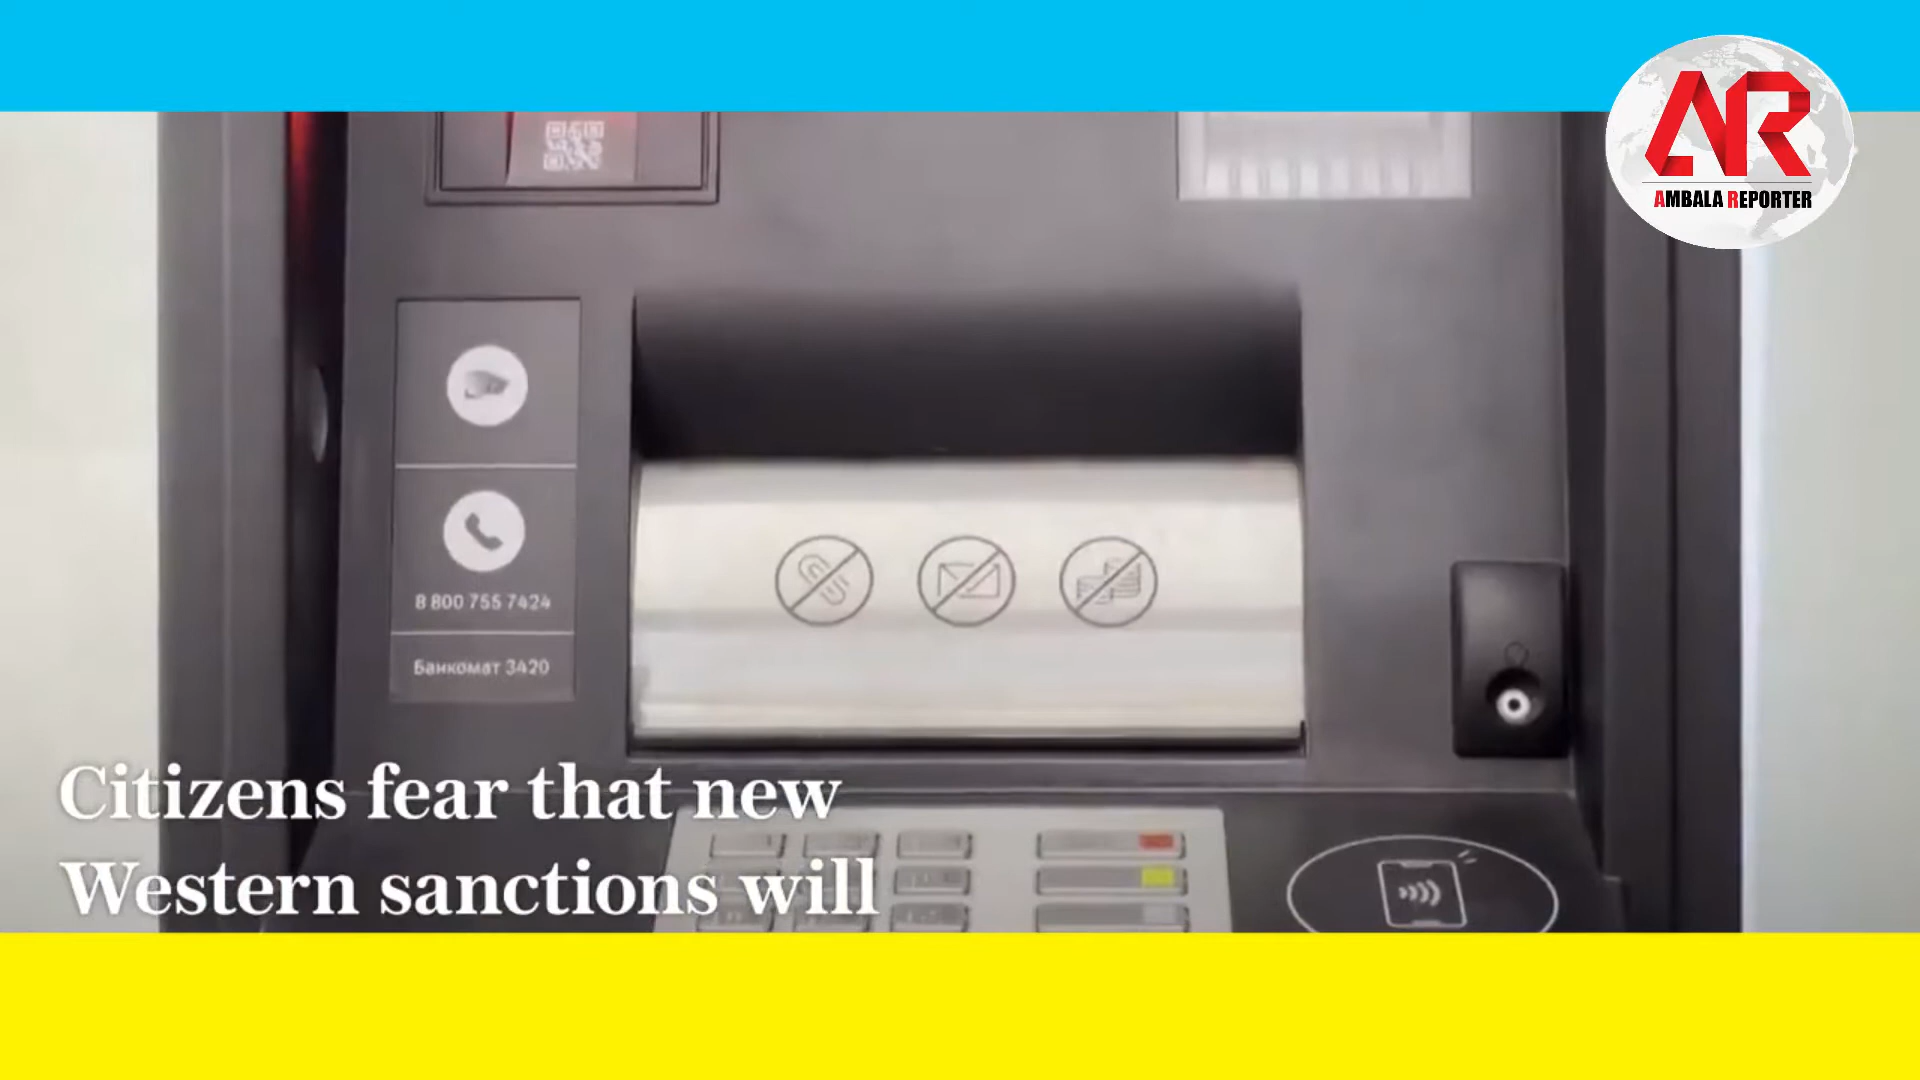 AR
AMBALA REPORTER
8 800 755 7424
Банкомат 3420
Citizens fear that new
Western sanctions will